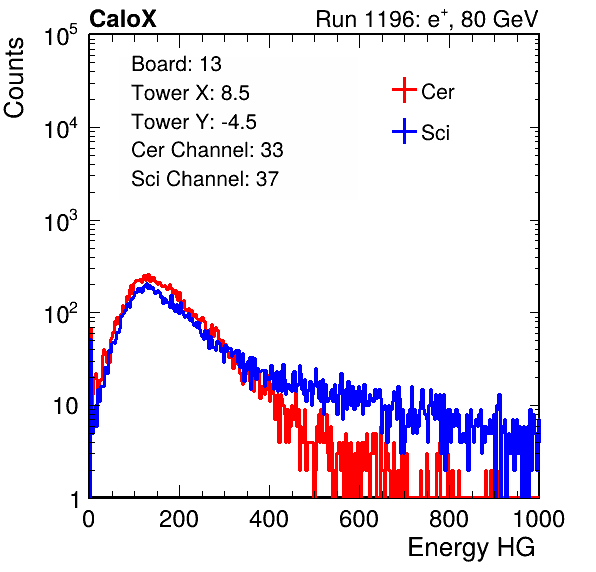 CaloX Run 1196: e⁺, 80 GeV
Counts
Board: 13
Tower X: 8.5
Tower Y: -4.5
Cer Channel: 33
Sci Channel: 37
Cer
Sci
10⁵
10⁴
10³
10²
10
1
0 200 400 600 800 1000
Energy HG